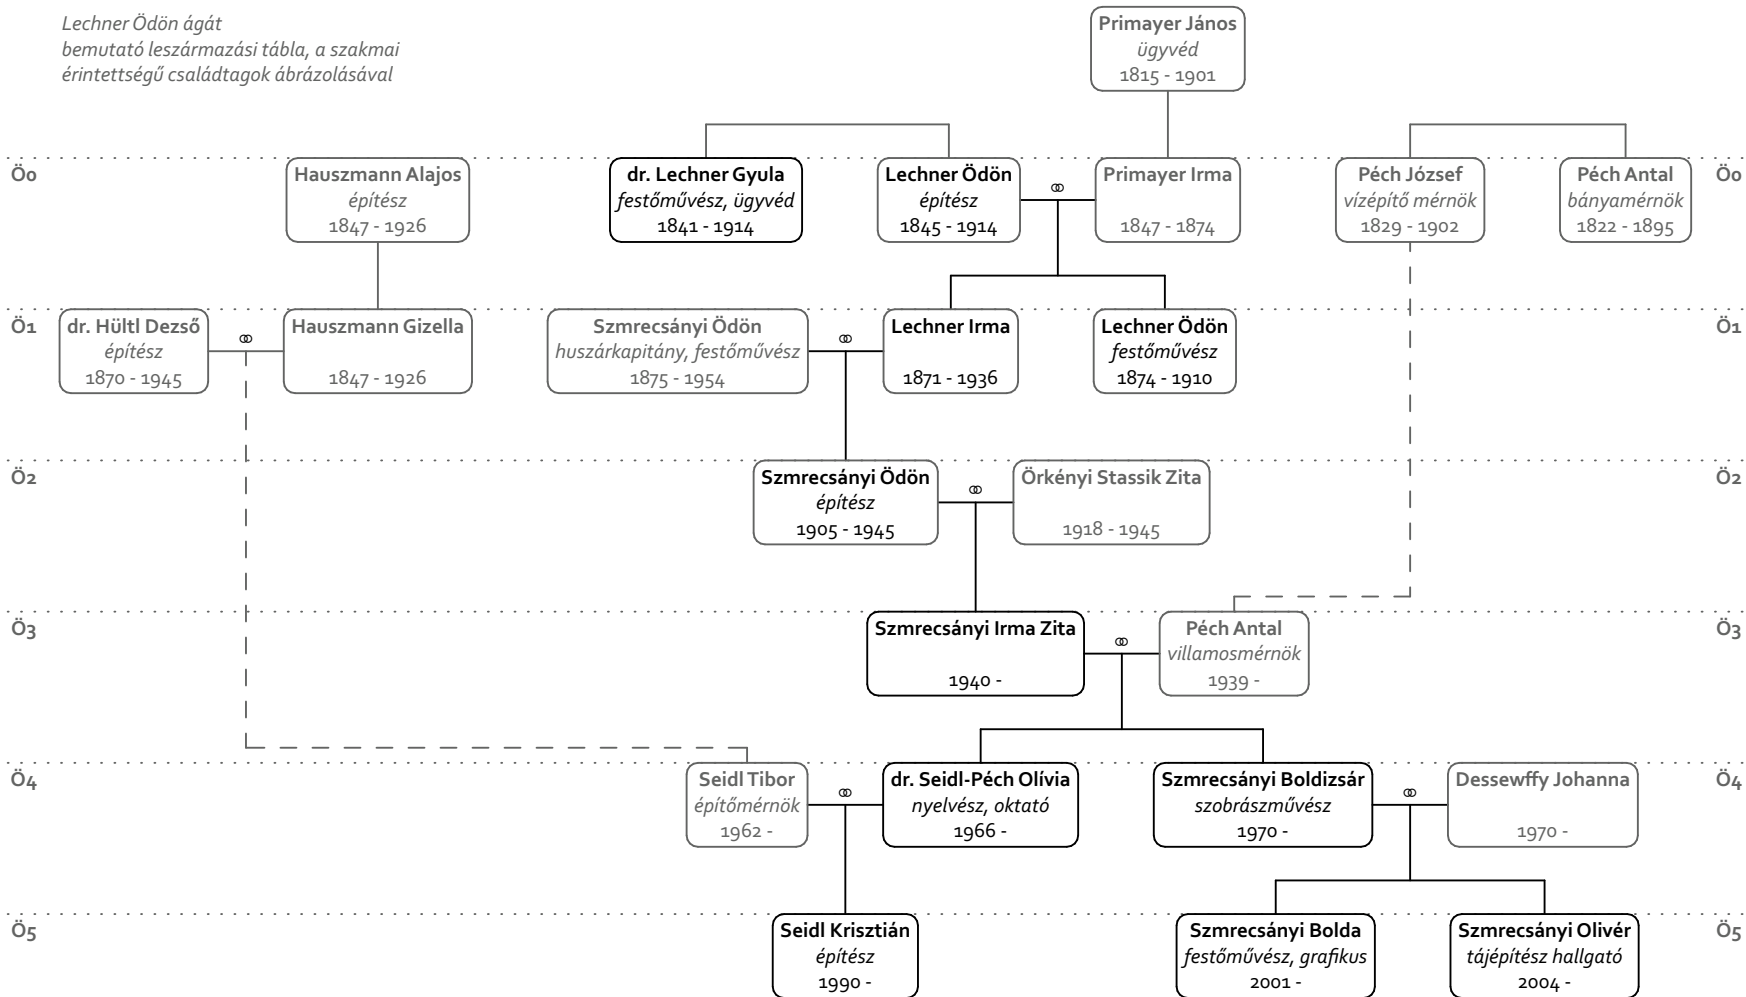 Lechner Ödön ágát
bemutató leszármazási tábla, a szakmai
érintettségű családtagok ábrázolásával
Primayer János
ügyvéd
1815 - 1901
Ö0
Hauszmann Alajos
építész
1847 - 1926
dr. Lechner Gyula
festőművész, ügyvéd
1841 - 1914
Lechner Ödön
építész
1845 - 1914
Primayer Irma
1847 - 1874
Péch József
vízépítő mérnök
1829 - 1902
Péch Antal
bányamérnök
1822 - 1895
Ö0
Ö1
dr. Hültl Dezső
építész
1870 - 1945
Hauszmann Gizella
1847 - 1926
Szmrecsányi Ödön
huszárkapitány, festőművész
1875 - 1954
Lechner Irma
1871 - 1936
Lechner Ödön
festőművész
1874 - 1910
Ö1
Ö2
Szmrecsányi Ödön
építész
1905 - 1945
Örkényi Stassik Zita
1918 - 1945
Ö2
Ö3
Szmrecsányi Irma Zita
1940 -
Péch Antal
villamosmérnök
1939 -
Ö3
Ö4
Seidl Tibor
építőmérnök
1962 -
dr. Seidl-Péch Olívia
nyelvész, oktató
1966 -
Szmrecsányi Boldizsár
szobrászművész
1970 -
Dessewffy Johanna
1970 -
Ö4
Ö5
Seidl Krisztián
építész
1990 -
Szmrecsányi Bolda
festőművész, grafikus
2001 -
Szmrecsányi Olivér
tájépítész hallgató
2004 -
Ö5